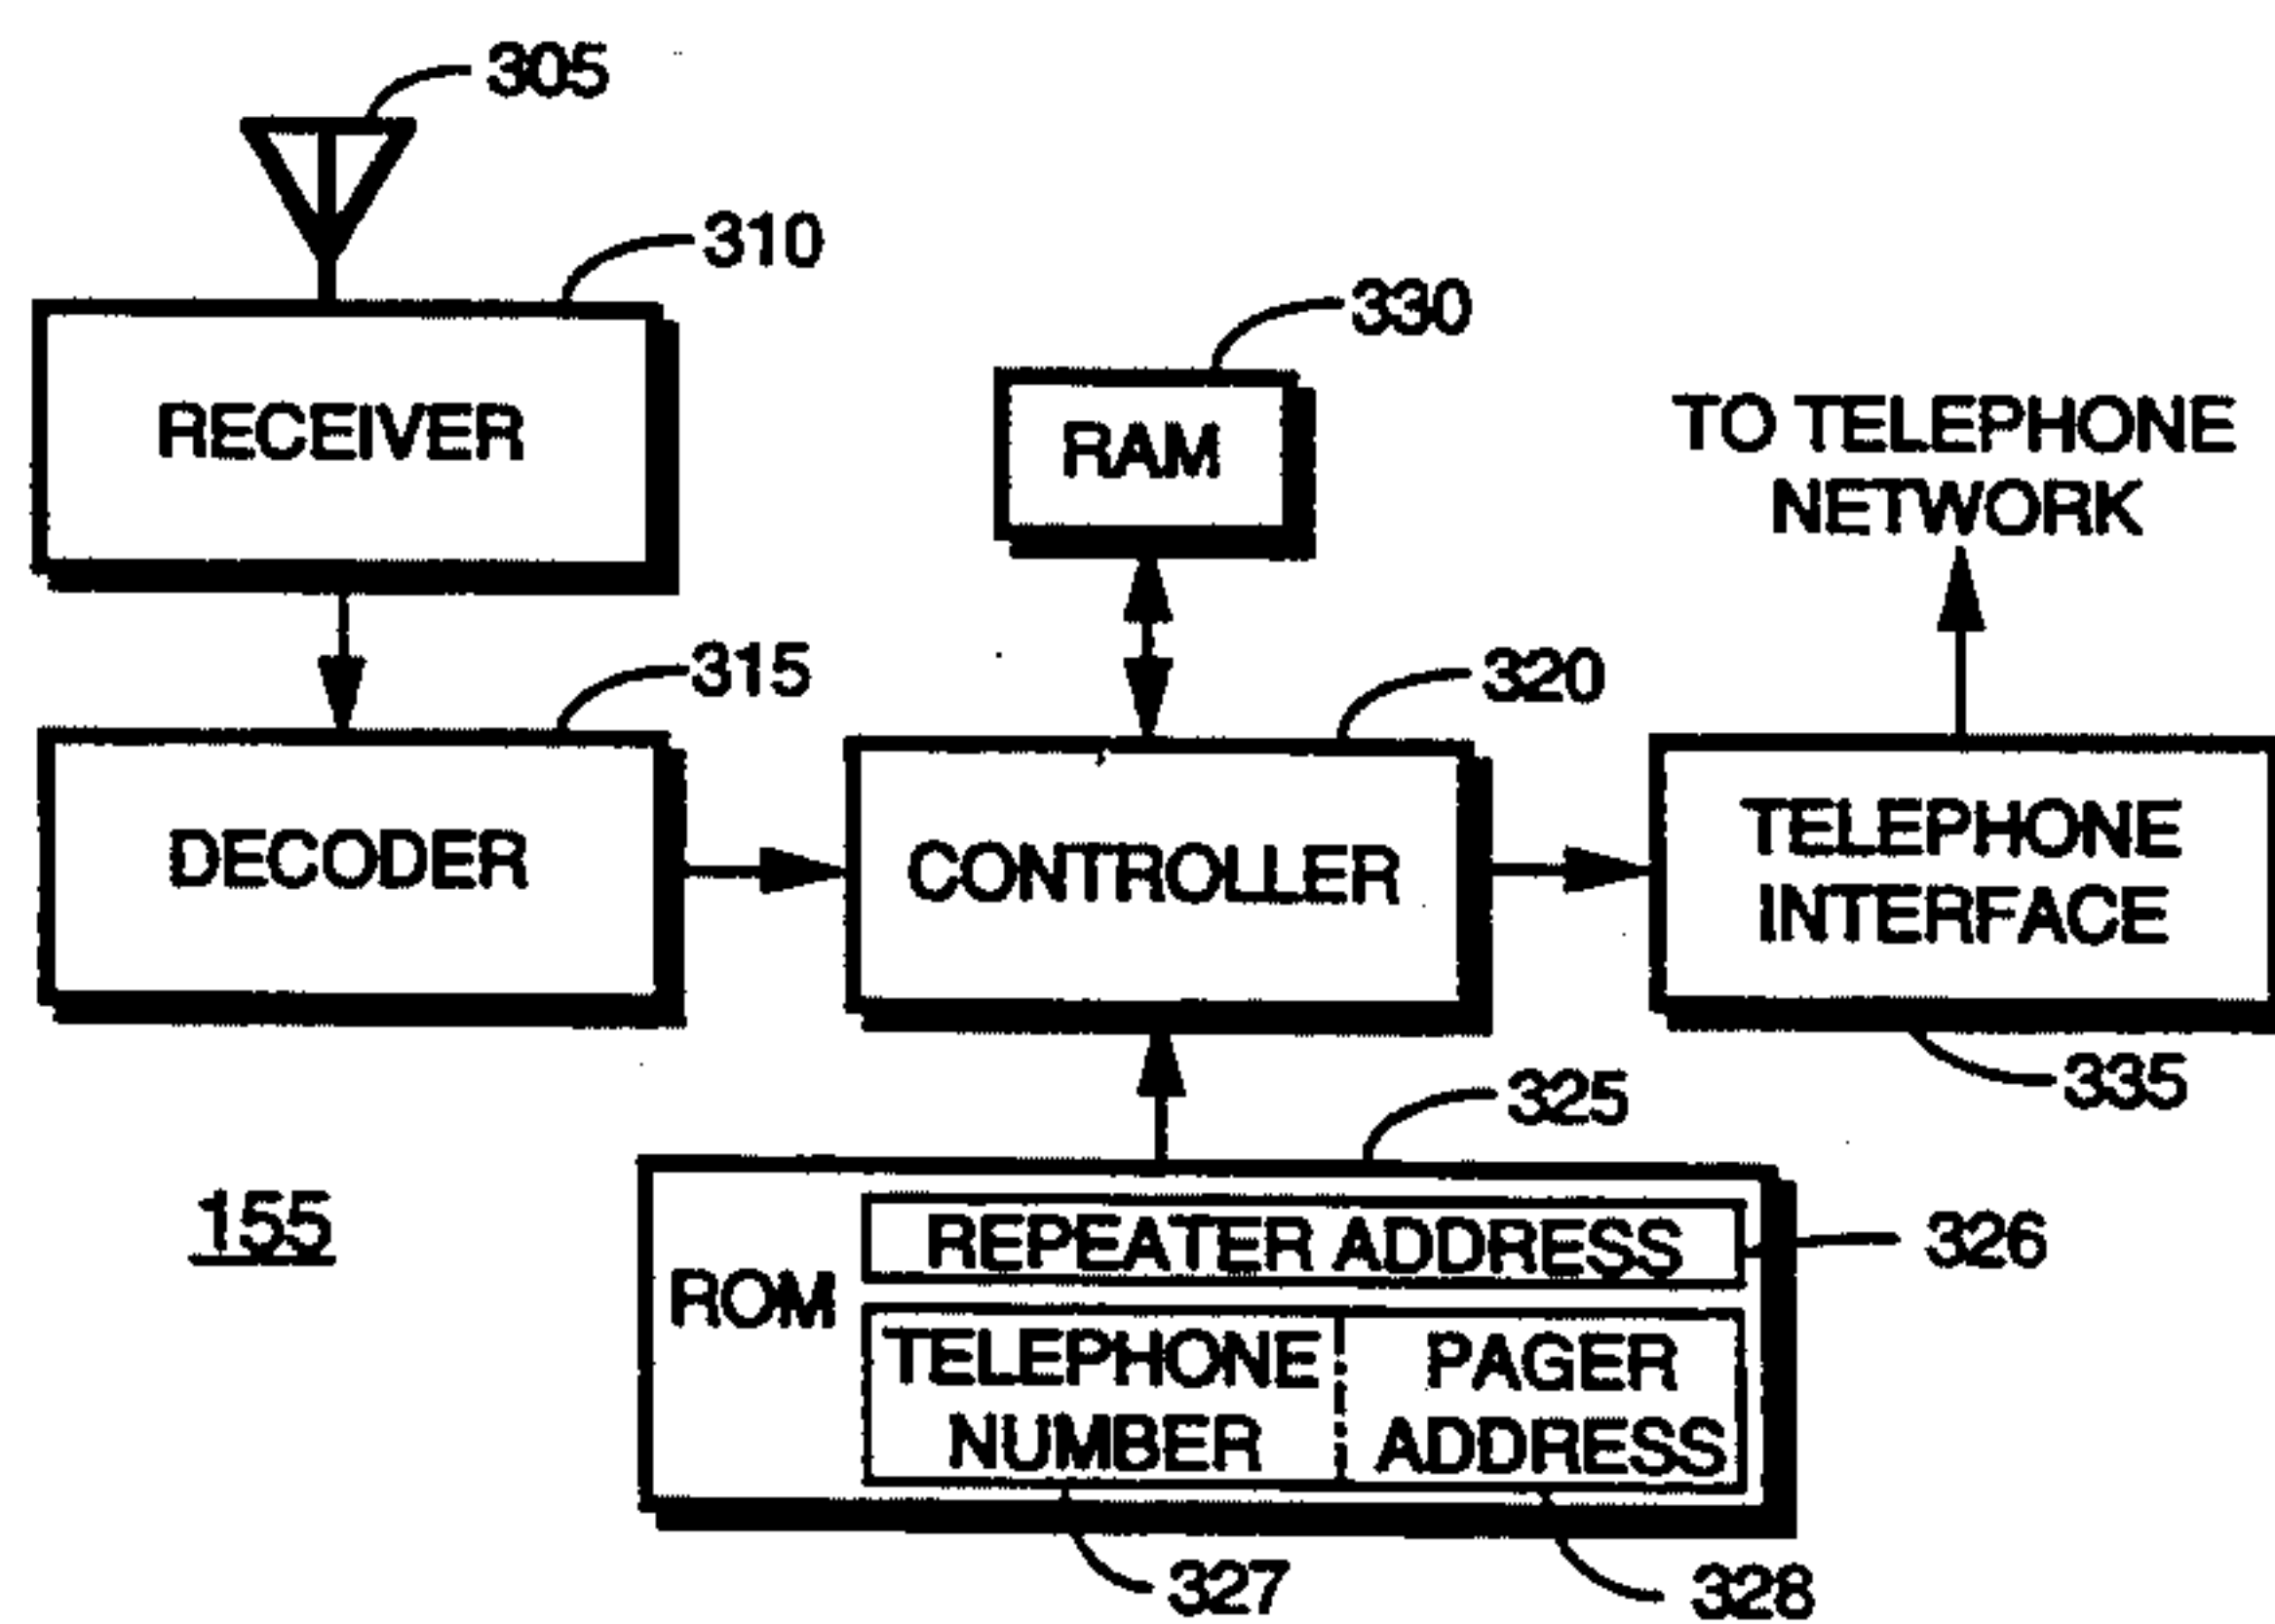 305
310
RECEIVER
330
RAM
TO TELEPHONE
NETWORK
315
DECODER
320
CONTROLLER
TELEPHONE
INTERFACE
335
325
155
ROM
REPEATER ADDRESS
326
TELEPHONE
NUMBER
PAGER
ADDRESS
327
328